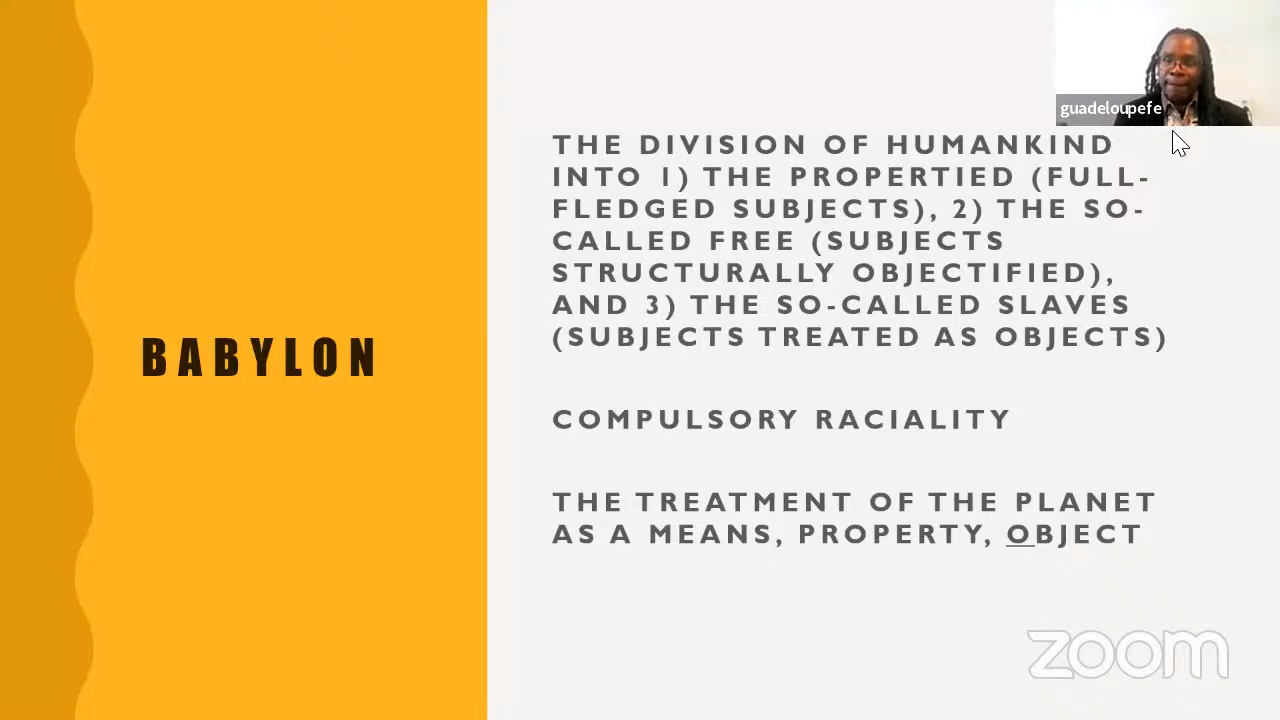 guadeloupefe
BABYLON
THE DIVISION OF HUMANKIND
INTO 1) THE PROPERTIED (FULL-
FLEDGED SUBJECTS), 2) THE SO-
CALLED FREE (SUBJECTS
STRUCTURALLY OBJECTIFIED),
AND 3) THE SO-CALLED SLAVES
(SUBJECTS TREATED AS OBJECTS)
COMPULSORY RACIALITY
THE TREATMENT OF THE PLANET
AS A MEANS, PROPERTY, OBJECT
zoom